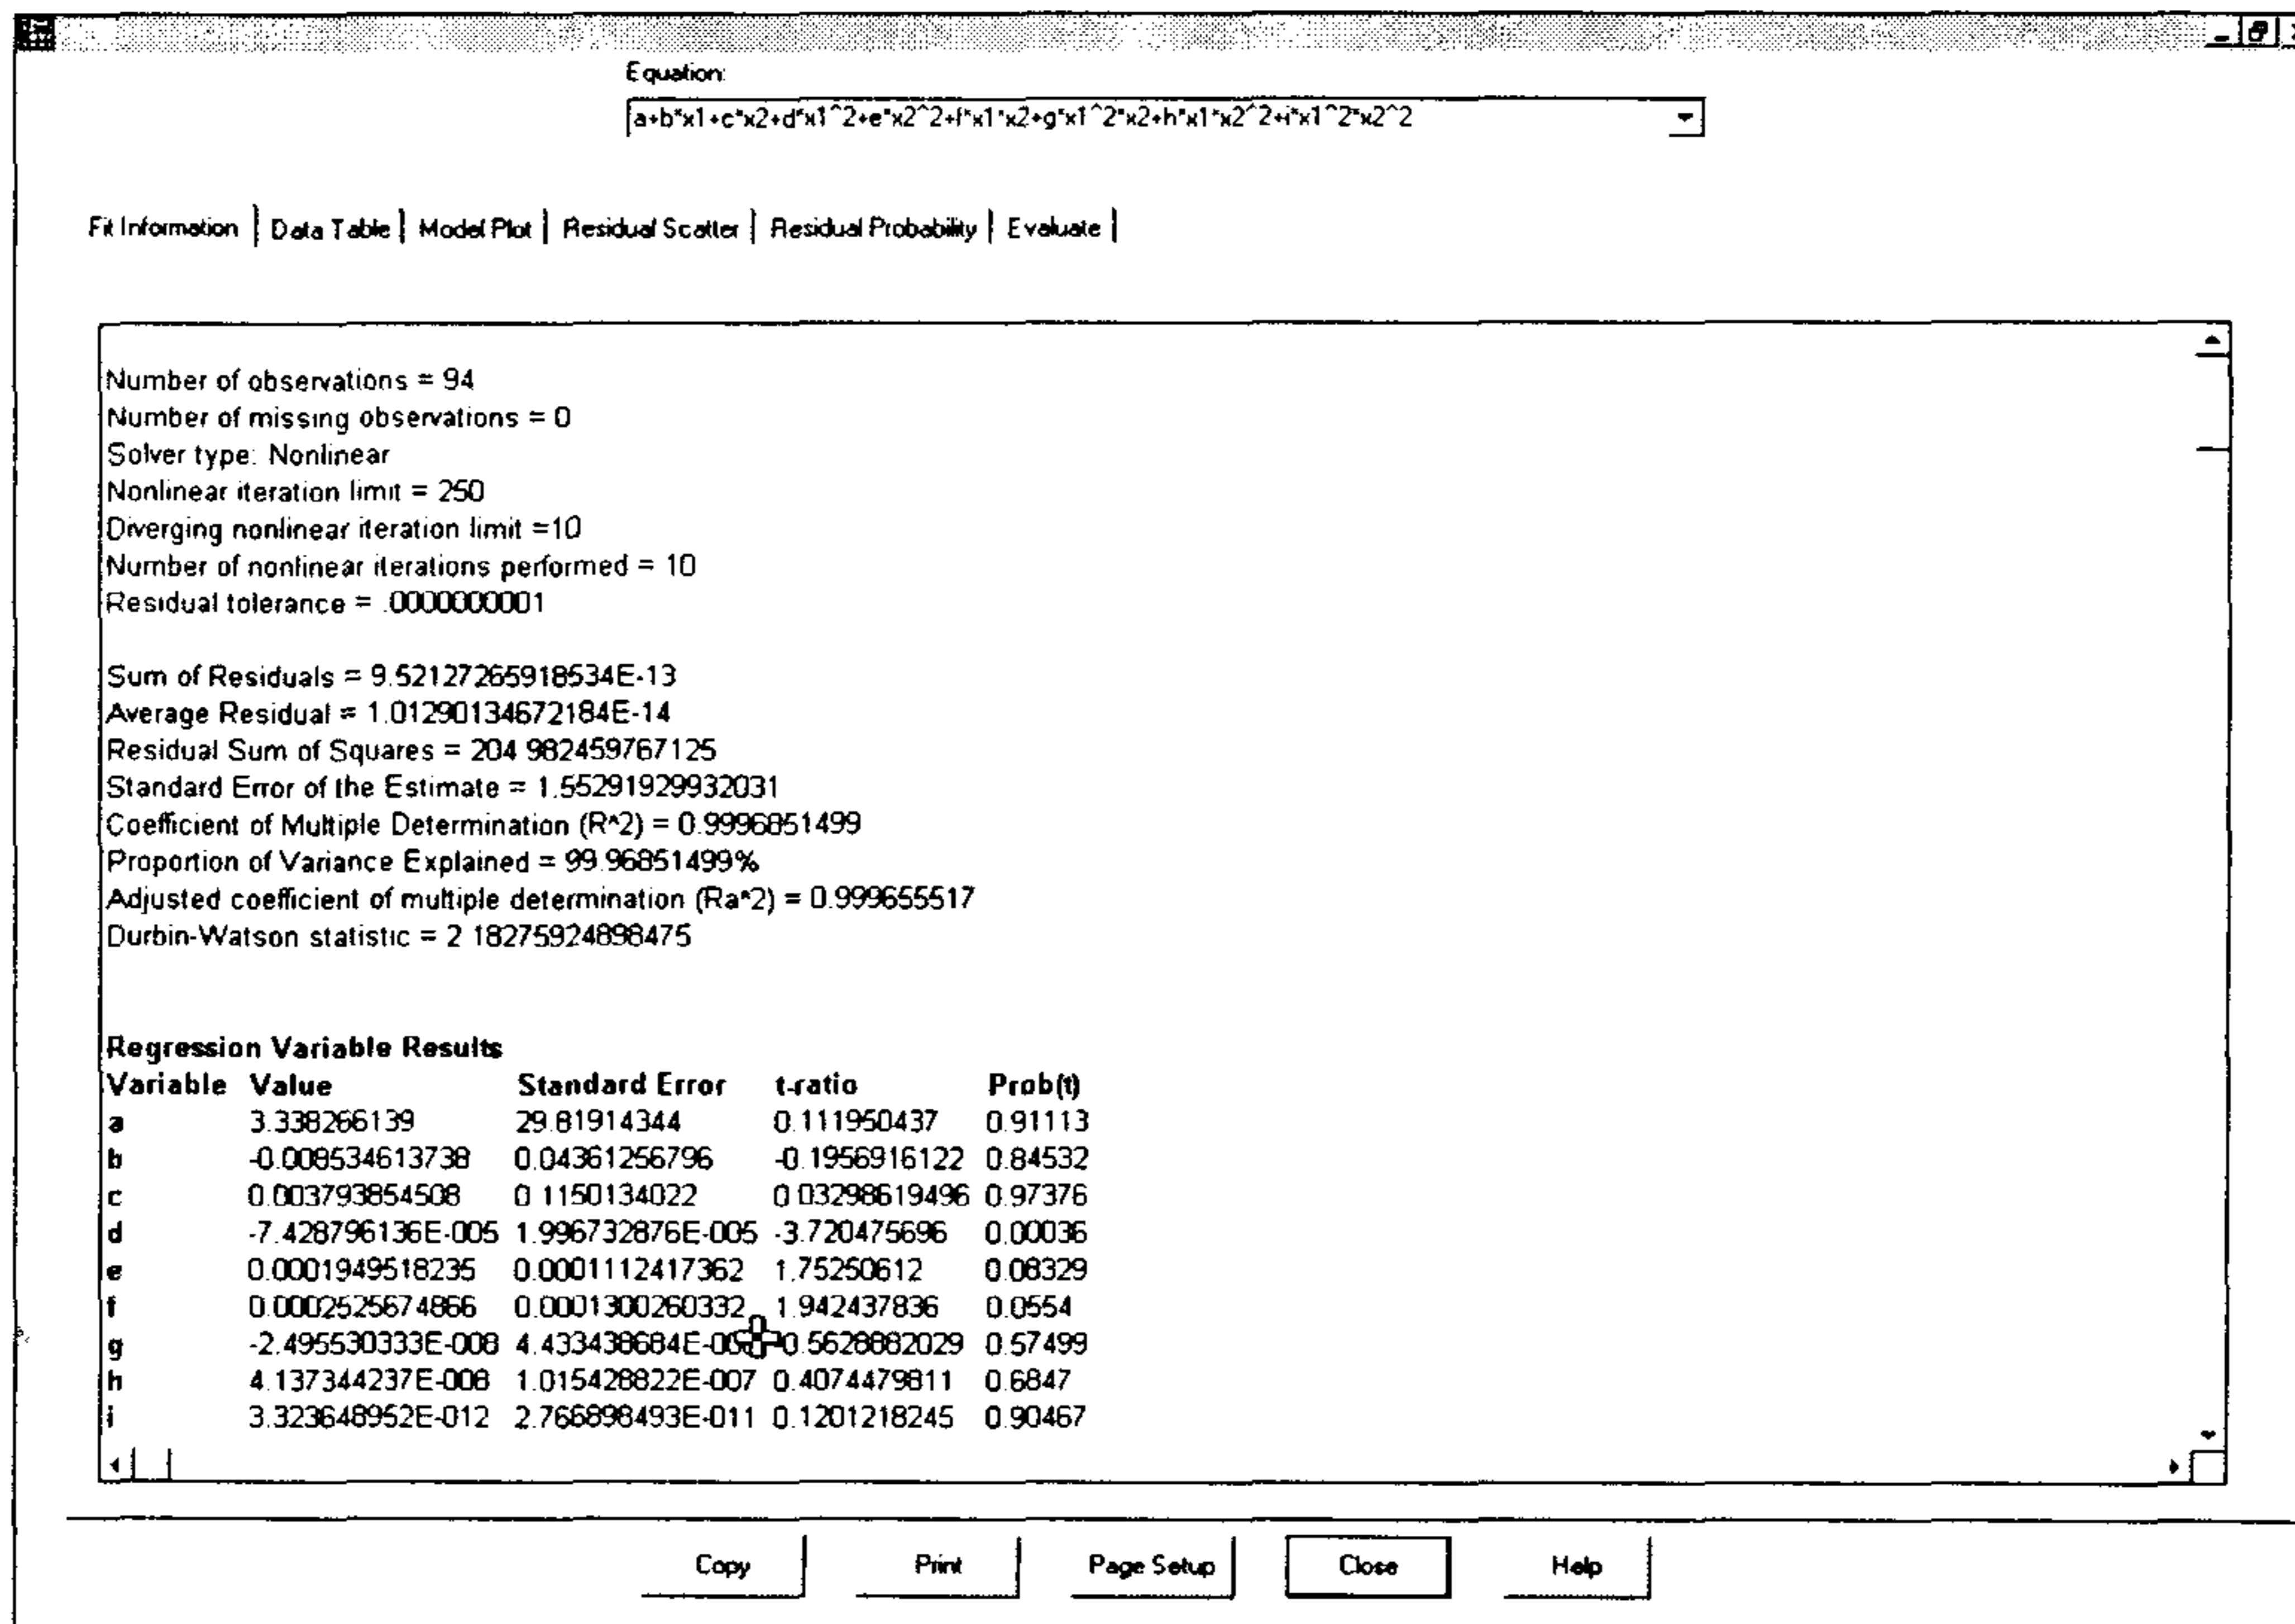 Equation:
a+b*x1+c*x2+d*x1^2+e*x2^2+f*x1*x2+g*x1^2*x2+h*x1*x2^2+i*x1^2*x2^2
Fit Information Data Table Model Plot Residual Scatter Residual Probability Evaluate
Number of observations = 94
Number of missing observations = 0
Solver type: Nonlinear
Nonlinear iteration limit = 250
Diverging nonlinear iteration limit =10
Number of nonlinear iterations performed = 10
Residual tolerance = .0000000001
Sum of Residuals = 9.52127265918534E-13
Average Residual = 1.01290134672184E-14
Residual Sum of Squares = 204.982459767125
Standard Error of the Estimate = 1.55291929932031
Coefficient of Multiple Determination (R^2) = 0.9996851499
Proportion of Variance Explained = 99.96851499%
Adjusted coefficient of multiple determination (Ra^2) = 0.999655517
Durbin-Watson statistic = 2.18275924898475
Regression Variable Results
Variable Value Standard Error t-ratio Prob(t)
a 3.338266139 29.81914344 0.111950437 0.91113
b -0.008534613738 0.04361256796 -0.1956916122 0.84532
c 0.003793854508 0.1150134022 0.03298619496 0.97376
d -7.428796136E-005 1.996732876E-005 -3.720475696 0.00036
e 0.0001949518235 0.0001112417362 1.75250612 0.08329
f 0.0002525674866 0.0001300260332 1.942437836 0.0554
g -2.495530333E-008 -0.5628882029 0.57499
h 4.137344237E-008 1.015428822E-007 0.4074479811 0.6847
i 3.323648952E-012 2.766898493E-011 0.1201218245 0.90467
Copy Print Page Setup Close Help